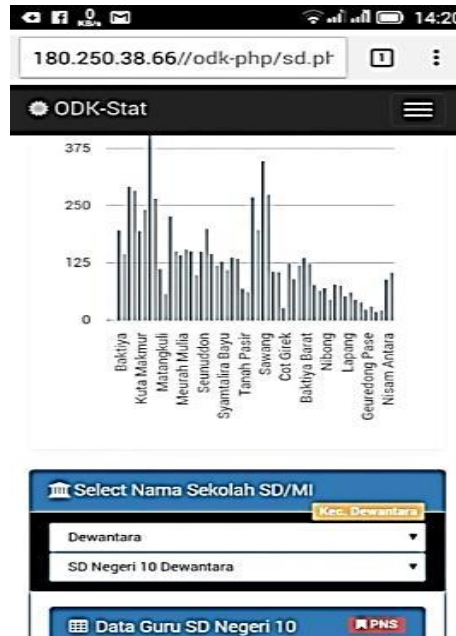 0
KB/s
14:20
180.250.38.66//odk-php/sd.ph
1
ODK-Stat
375
250
125
0
Baktiya
Kuta Makmur
Matangkuli
Meurah Mulia
Seunuddon
Syamtalira Bayu
Tanah Pasir
Sawang
Cot Girek
Baktiya Barat
Nibong
Lapang
Geuredong Pase
Nisam Antara
Select Nama Sekolah SD/MI
Kec. Dewantara
Dewantara
SD Negeri 10 Dewantara
Data Guru SD Negeri 10
PNS